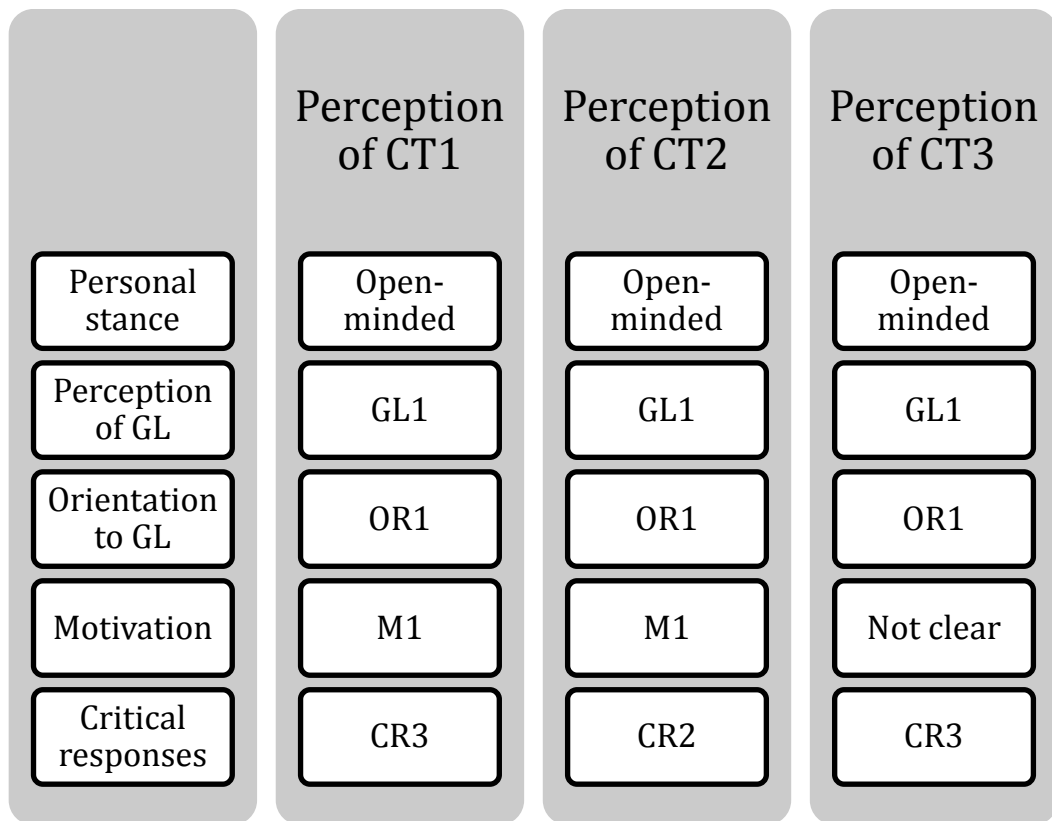 Perception
of CT1
Perception
of CT2
Perception
of CT3
Personal
stance
Open-
minded
Open-
minded
Open-
minded
Perception
of GL
GL1
GL1
GL1
Orientation
to GL
OR1
OR1
OR1
Motivation
M1
M1
Not clear
Critical
responses
CR3
CR2
CR3